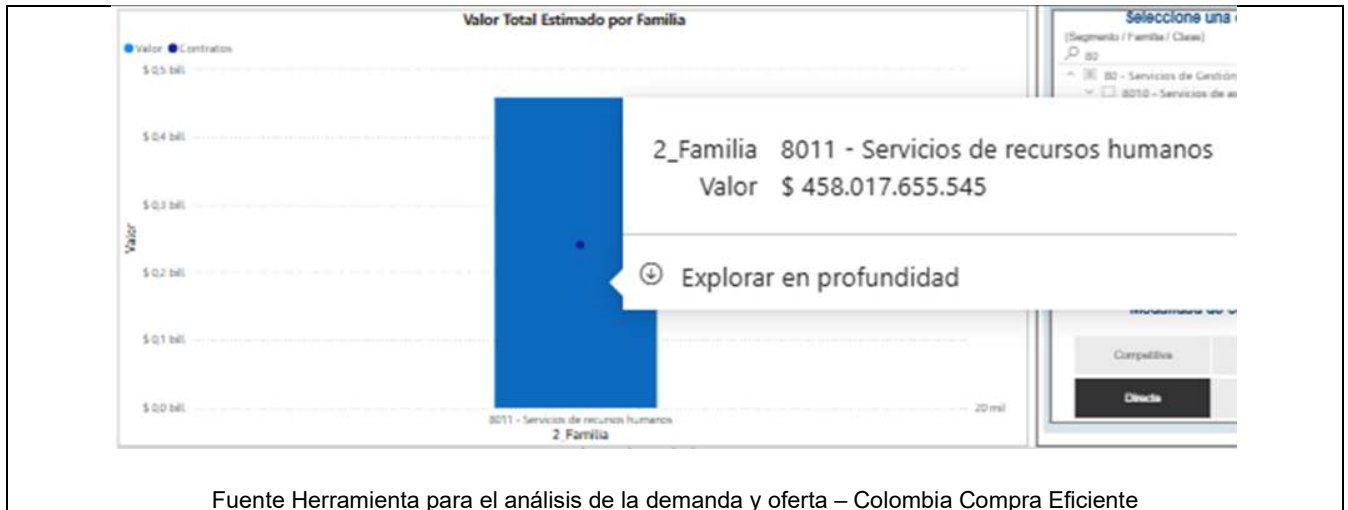 Valor Total Estimado por Familia
Valor Contratos
$ 0,5 bill.
$ 0,4 bill.
$ 0,3 bill.
$ 0,2 bill.
$ 0,1 bill.
$ 0,0 bill.
Valor
8011 - Servicios de recursos humanos
2_Familia
20 mil
2_Familia 8011 - Servicios de recursos humanos
Valor $ 458.017.655.545
Explorar en profundidad
Seleccione una
(Segmento / Familia / Clase)
80
80 - Servicios de Gestión
8010 - Servicios de
Competitiva
Directa
Fuente Herramienta para el análisis de la demanda y oferta – Colombia Compra Eficiente